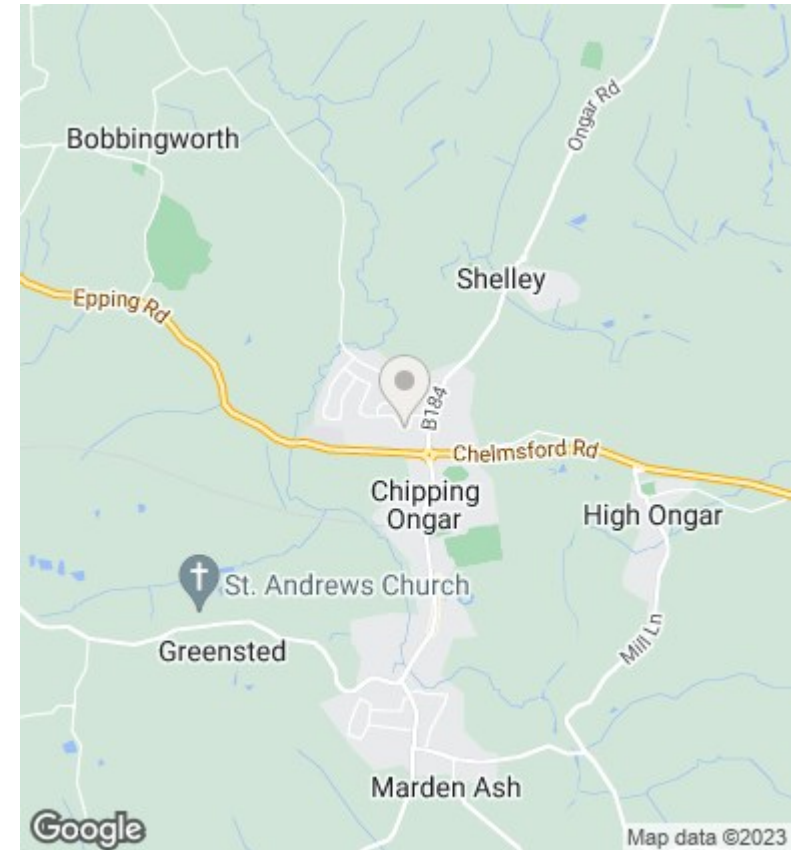 Bobbingworth
Ongar Rd
Shelley
Epping Rd
B184
Chelmsford Rd
Chipping
Ongar
High Ongar
St. Andrews Church
Greensted
Mill Ln
Marden Ash
Google
Map data ©2023